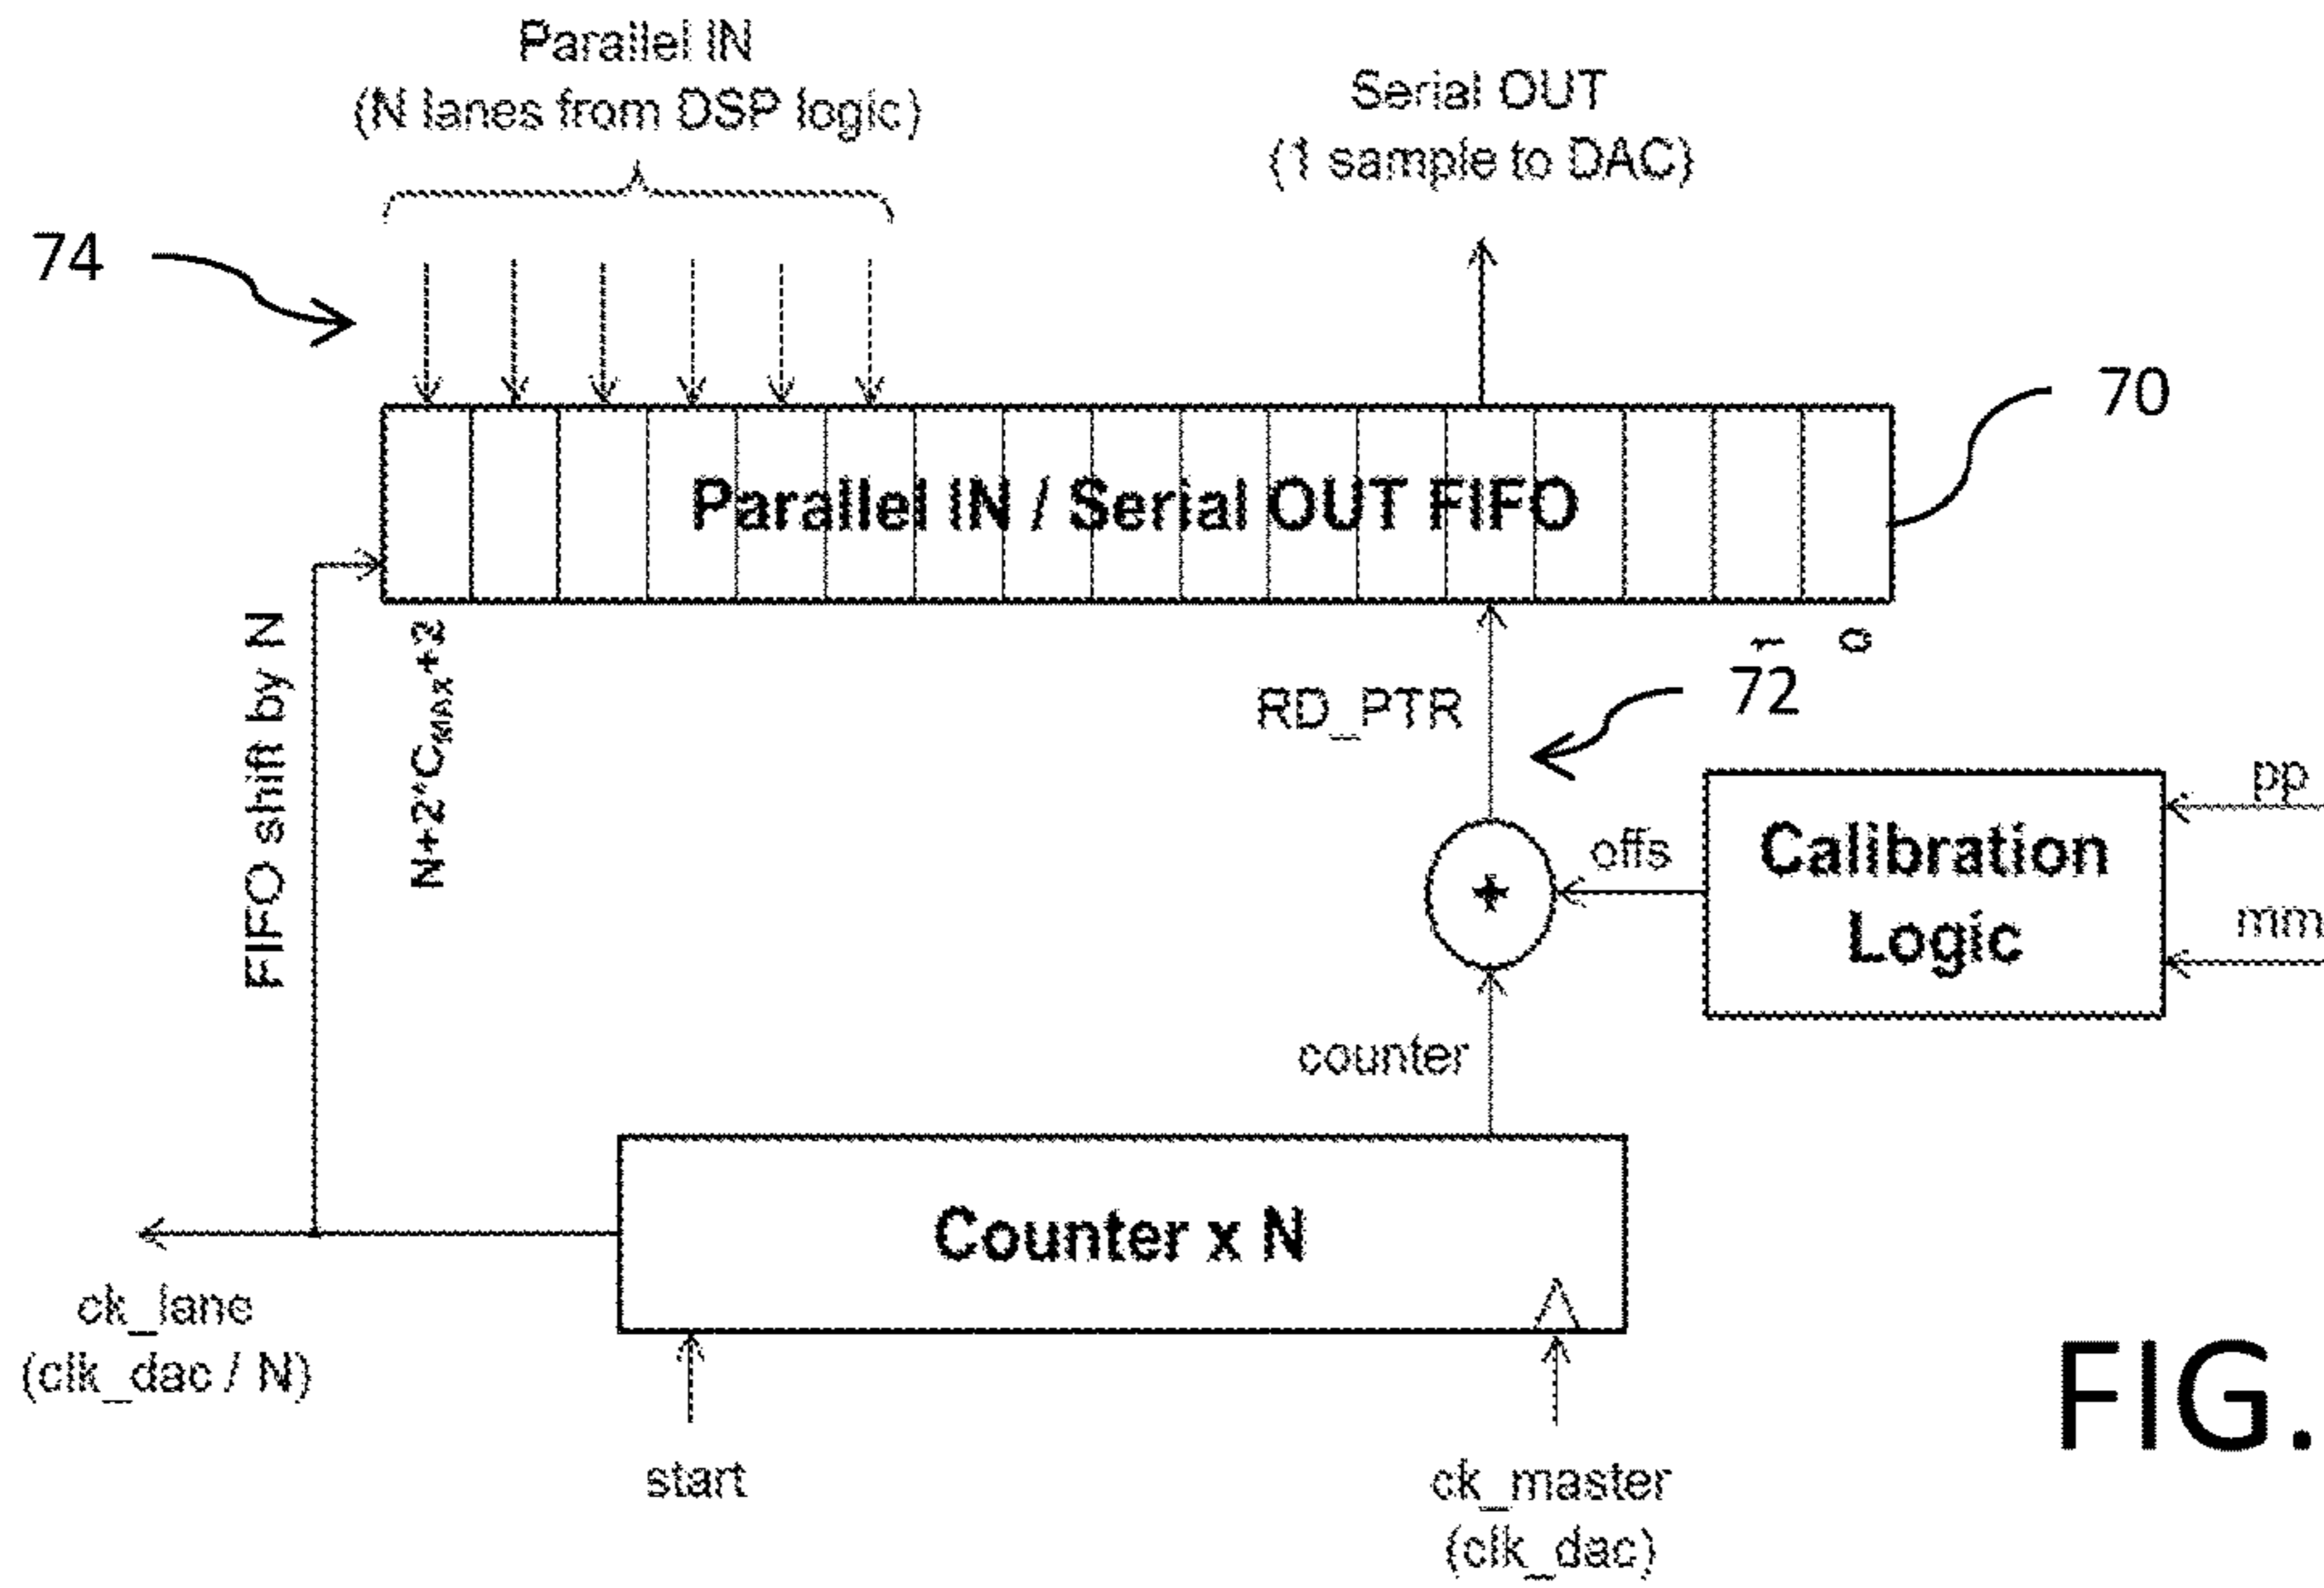 Parallel IN
(N lanes from DSP logic)
Serial OUT
(1 sample to DAC)
74
70
Parallel IN / Serial OUT FIFO
FIFO shift by N
N+2*CMAX+2
1
0
RD_PTR
72
pp
offs
Calibration
Logic
mm
+
counter
Counter x N
ck_lane
(clk_dac / N)
start
ck_master
(clk_dac)
FIG.